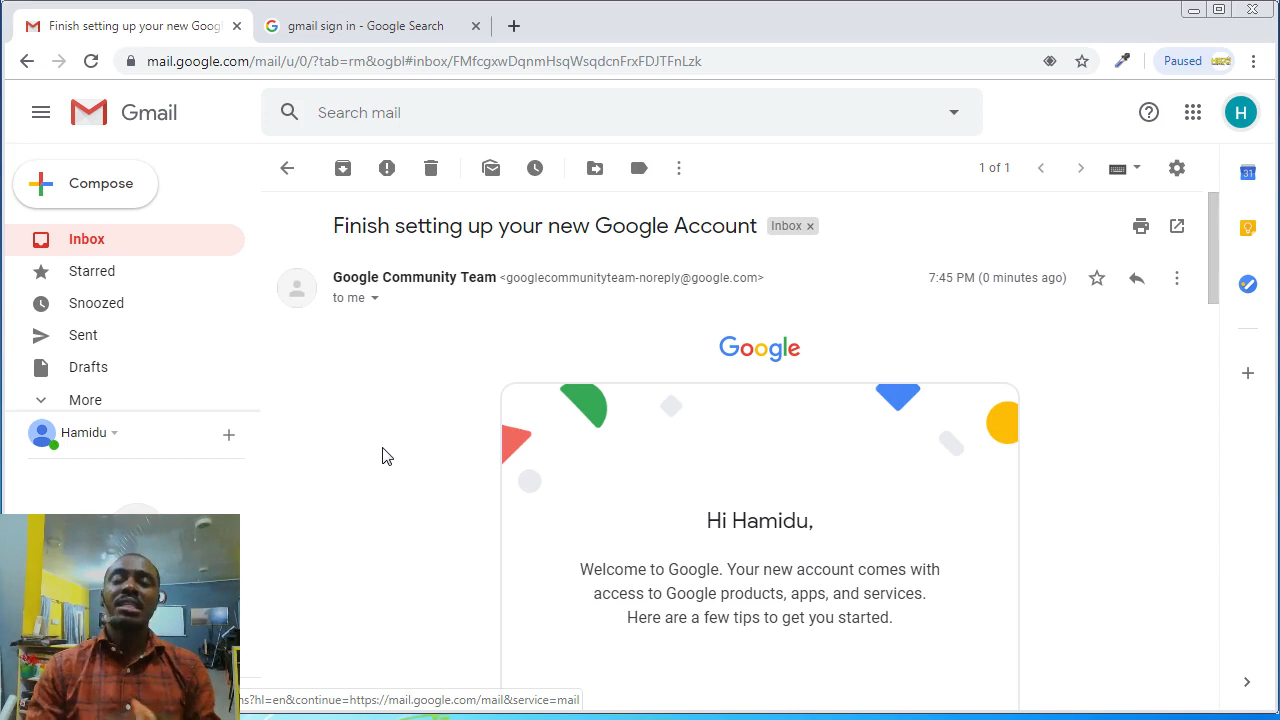 Finish setting up your new Goog
gmail sign in - Google Search
mail.google.com/mail/u/0/?tab=rm&ogbl#inbox/FMfcgxwDqnmHsqWsqdcnFrxFDJTFnLzk
Paused
Gmail
Search mail
H
Compose
1 of 1
31
Inbox
Finish setting up your new Google Account
Inbox
Starred
Google Community Team <googlecommunityteam-noreply@google.com>
7:45 PM (0 minutes ago)
to me
Snoozed
Sent
Drafts
More
Hamidu
Google
Hi Hamidu,
Welcome to Google. Your new account comes with
access to Google products, apps, and services.
Here are a few tips to get you started.
ns?hl=en&continue=https://mail.google.com/mail&service=mail